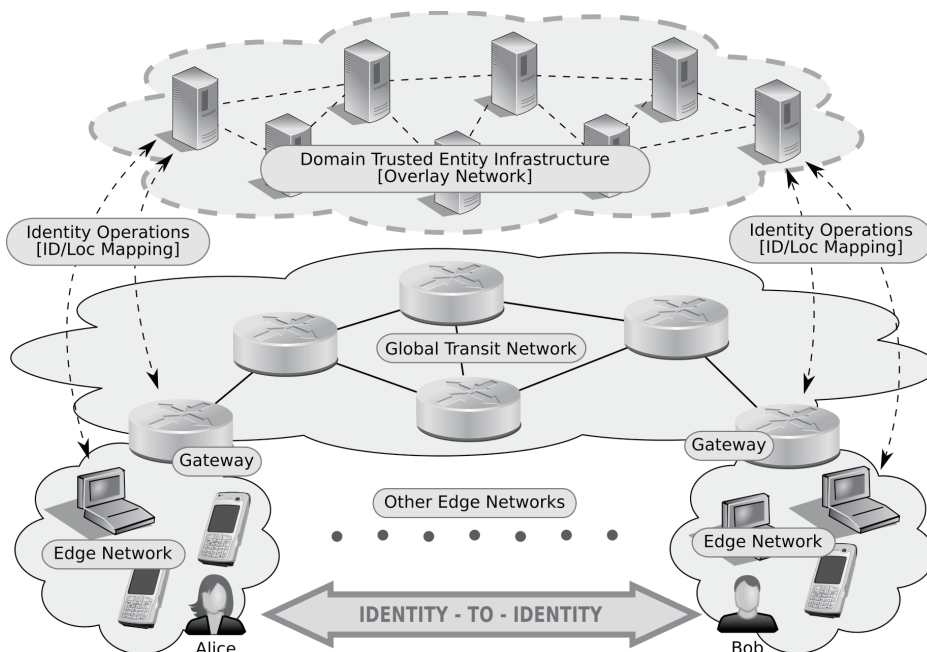 Domain Trusted Entity Infrastructure
[Overlay Network]
Identity Operations
[ID/Loc Mapping]
Identity Operations
[ID/Loc Mapping]
Global Transit Network
Gateway
Gateway
Other Edge Networks
Edge Network
Edge Network
IDENTITY - TO - IDENTITY
Alice
Bob